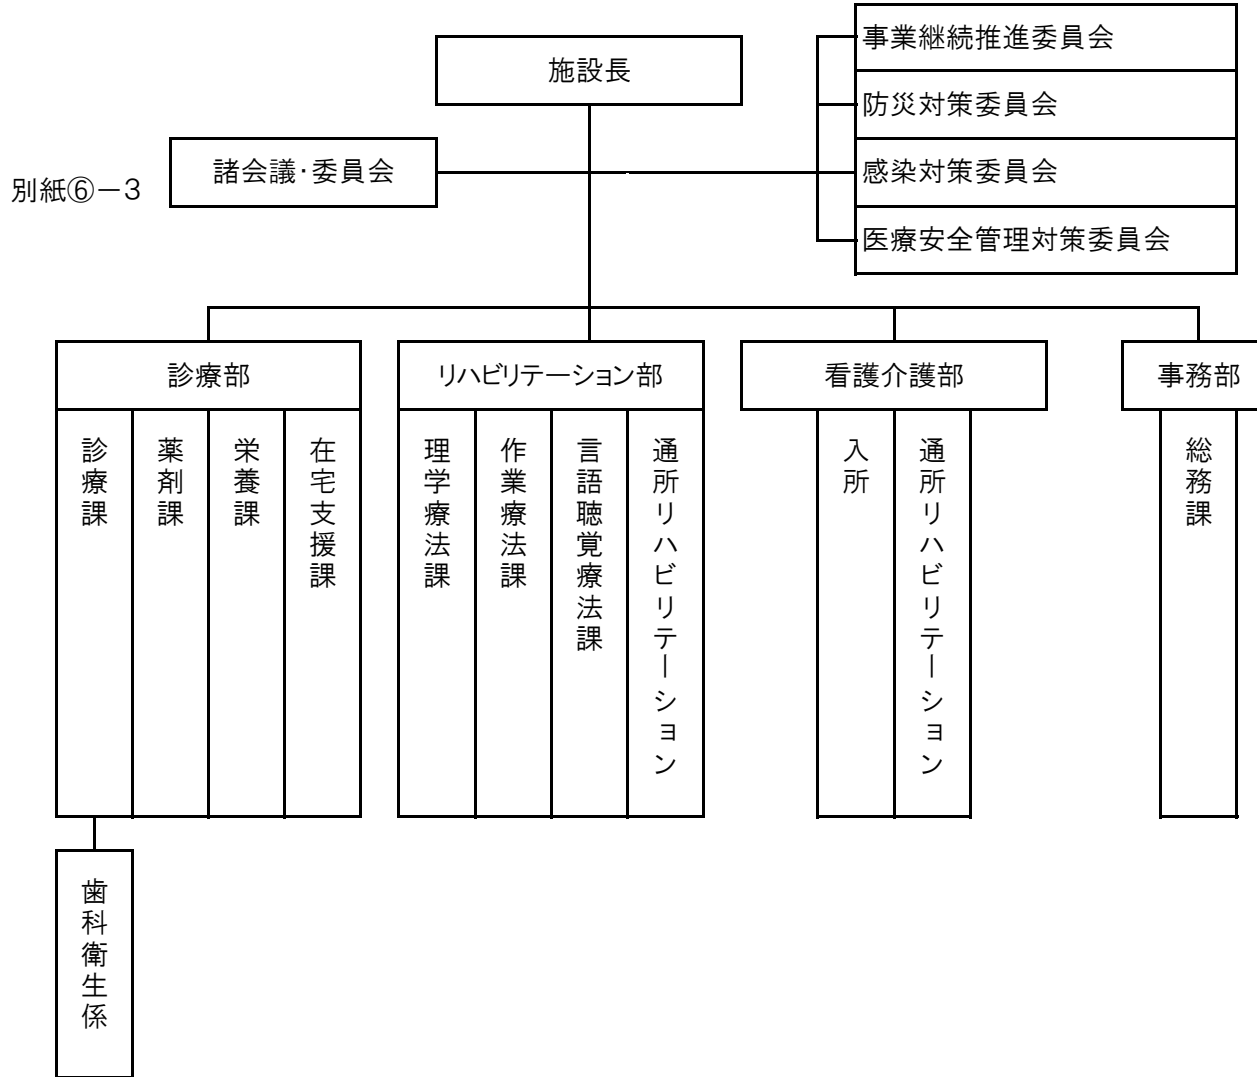 施設長
事業継続推進委員会
防災対策委員会
感染対策委員会
医療安全管理対策委員会
諸会議・委員会
別紙⑥－3
診療部
リハビリテーション部
看護介護部
事務部
診療課
薬剤課
栄養課
在宅支援課
理学療法課
作業療法課
言語聴覚療法課
通所リハビリテーション
入所
通所リハビリテーション
総務課
歯科衛生係